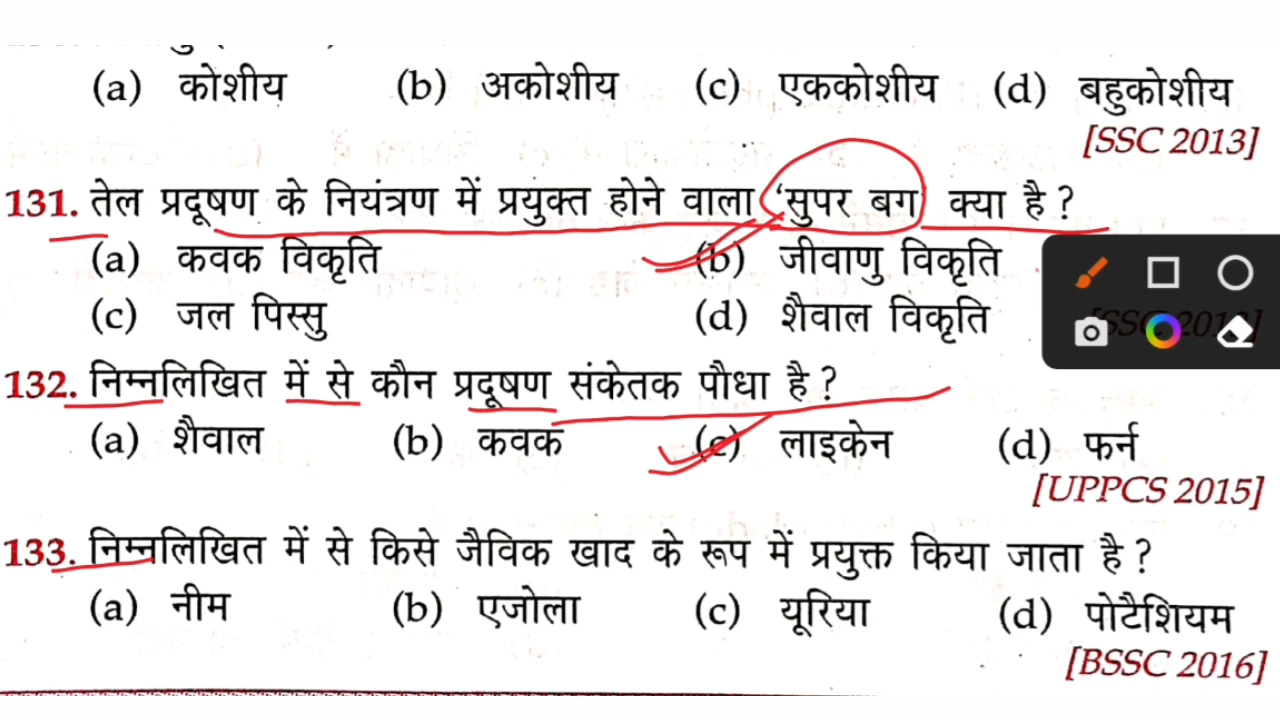 (a) कोशीय (b) अकोशीय (c) एककोशीय (d) बहुकोशीय
[SSC 2013]
131. तेल प्रदूषण के नियंत्रण में प्रयुक्त होने वाला 'सुपर बग' क्या है ?
(a) कवक विकृति (b) जीवाणु विकृति
(c) जल पिस्सु (d) शैवाल विकृति
132. निम्नलिखित में से कौन प्रदूषण संकेतक पौधा है ?
(a) शैवाल (b) कवक (c) लाइकेन (d) फर्न
[UPPCS 2015]
133. निम्नलिखित में से किसे जैविक खाद के रूप में प्रयुक्त किया जाता है ?
(a) नीम (b) एजोला (c) यूरिया (d) पोटैशियम
[BSSC 2016]